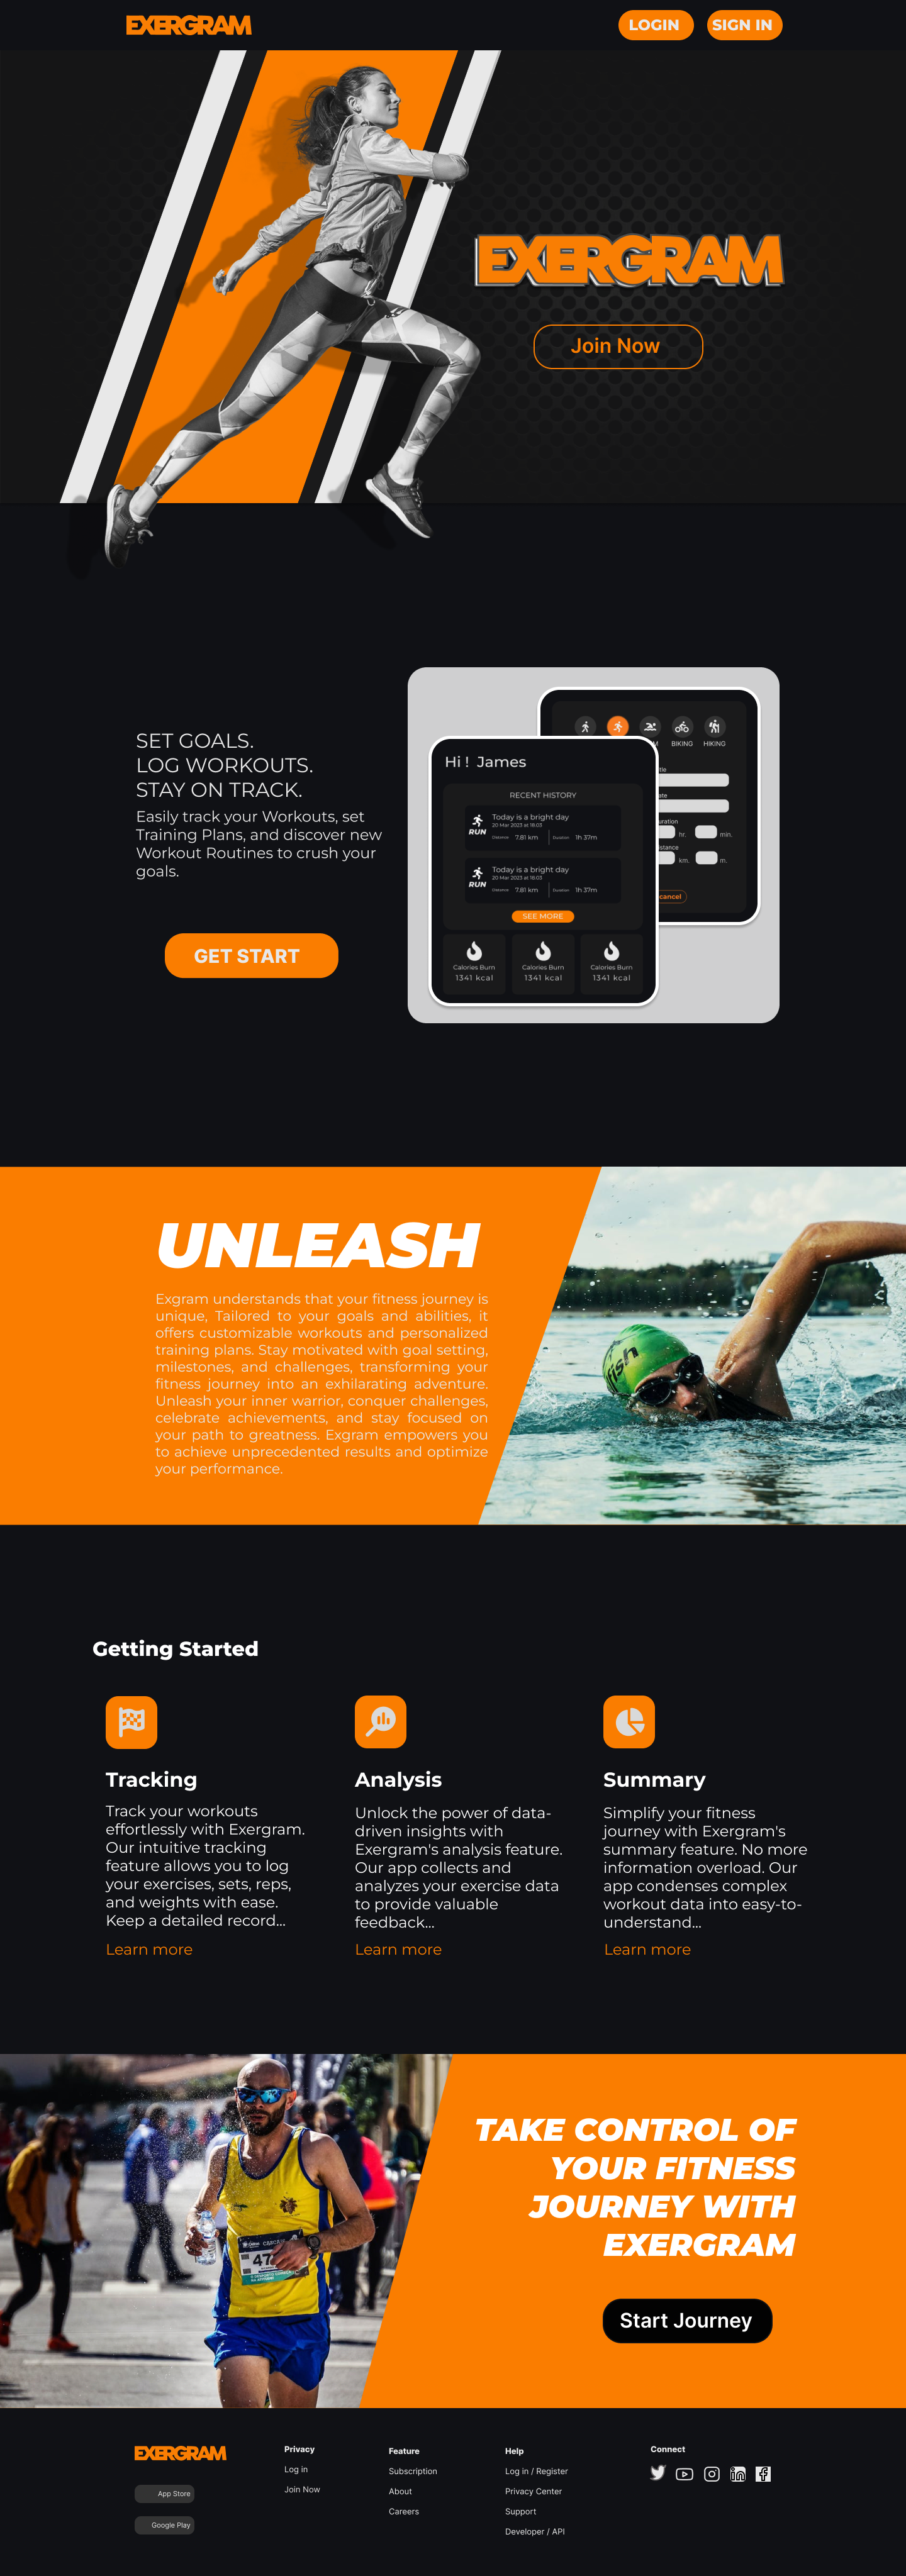 EXERGRAM
LOGIN
SIGN IN
EXERGRAM
Join Now
SET GOALS.
LOG WORKOUTS.
STAY ON TRACK.
Easily track your Workouts, set
Training Plans, and discover new
Workout Routines to crush your
goals.
GET START
BIKING
HIKING
hr.
min.
km.
m.
cancel
Hi ! James
RECENT HISTORY
Today is a bright day
20 Mar 2023 at 18.03
RUN
Distance 7.81 km
Duration 1h 37m
Today is a bright day
20 Mar 2023 at 18.03
RUN
Distance 7.81 km
Duration 1h 37m
SEE MORE
Calories Burn
1341 kcal
Calories Burn
1341 kcal
Calories Burn
1341 kcal
UNLEASH
Exgram understands that your fitness journey is
unique, Tailored to your goals and abilities, it
offers customizable workouts and personalized
training plans. Stay motivated with goal setting,
milestones, and challenges, transforming your
fitness journey into an exhilarating adventure.
Unleash your inner warrior, conquer challenges,
celebrate achievements, and stay focused on
your path to greatness. Exgram empowers you
to achieve unprecedented results and optimize
your performance.
fish
Getting Started
Tracking
Track your workouts
effortlessly with Exergram.
Our intuitive tracking
feature allows you to log
your exercises, sets, reps,
and weights with ease.
Keep a detailed record...
Learn more
Analysis
Unlock the power of data-
driven insights with
Exergram's analysis feature.
Our app collects and
analyzes your exercise data
to provide valuable
feedback...
Learn more
Summary
Simplify your fitness
journey with Exergram's
summary feature. No more
information overload. Our
app condenses complex
workout data into easy-to-
understand...
Learn more
47
TAKE CONTROL OF
YOUR FITNESS
JOURNEY WITH
EXERGRAM
Start Journey
EXERGRAM
App Store
Google Play
Privacy
Log in
Join Now
Feature
Subscription
About
Careers
Help
Log in / Register
Privacy Center
Support
Developer / API
Connect